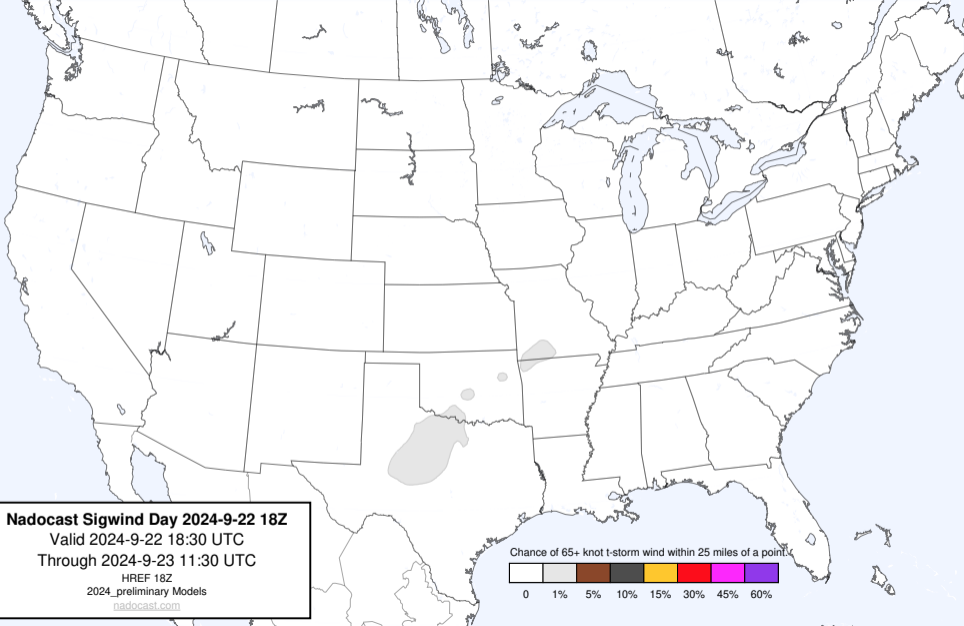 Nadocast Sigwind Day 2024-9-22 18Z
Valid 2024-9-22 18:30 UTC
Through 2024-9-23 11:30 UTC
HREF 18Z
2024_preliminary Models
nadocast.com
Chance of 65+ knot t-storm wind within 25 miles of a point.
0 1% 5% 10% 15% 30% 45% 60%